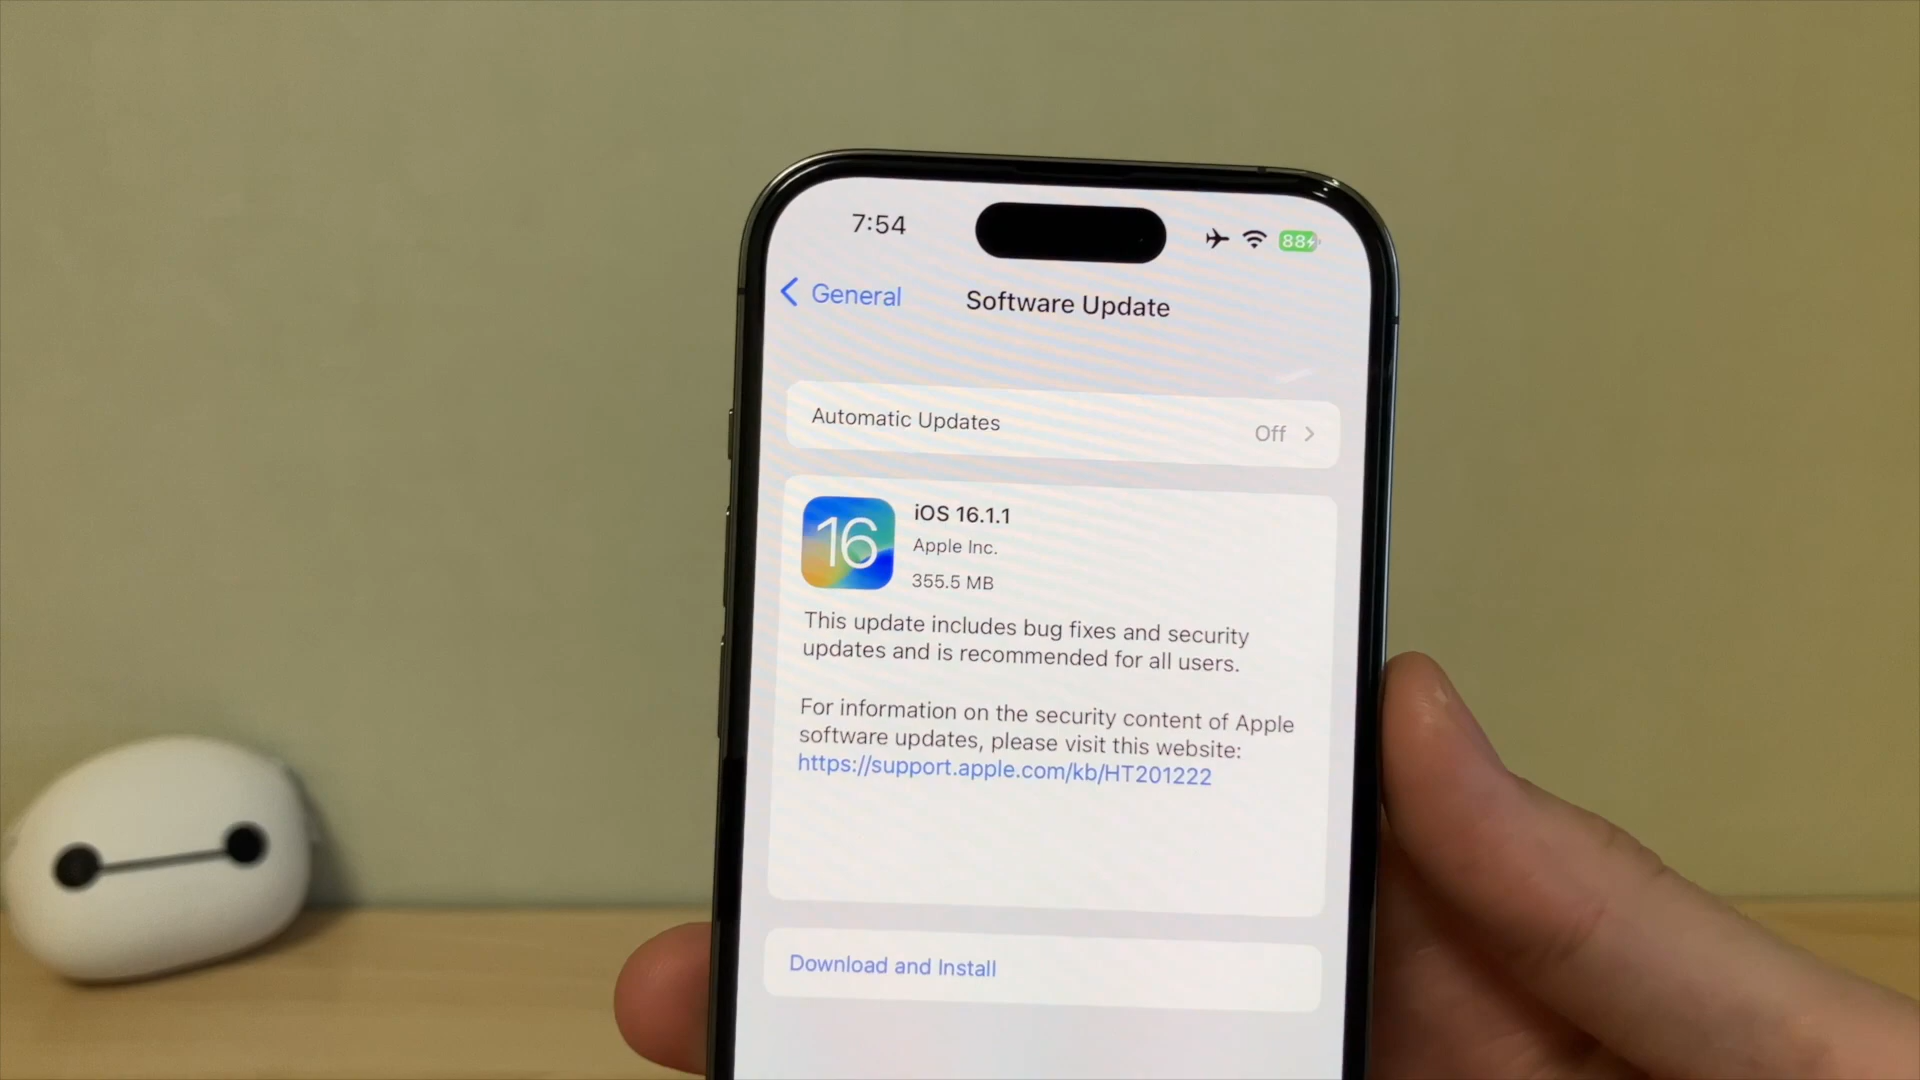 7:54
88
General
Software Update
Automatic Updates
Off
16
iOS 16.1.1
Apple Inc.
355.5 MB
This update includes bug fixes and security
updates and is recommended for all users.
For information on the security content of Apple
software updates, please visit this website:
https://support.apple.com/kb/HT201222
Download and Install